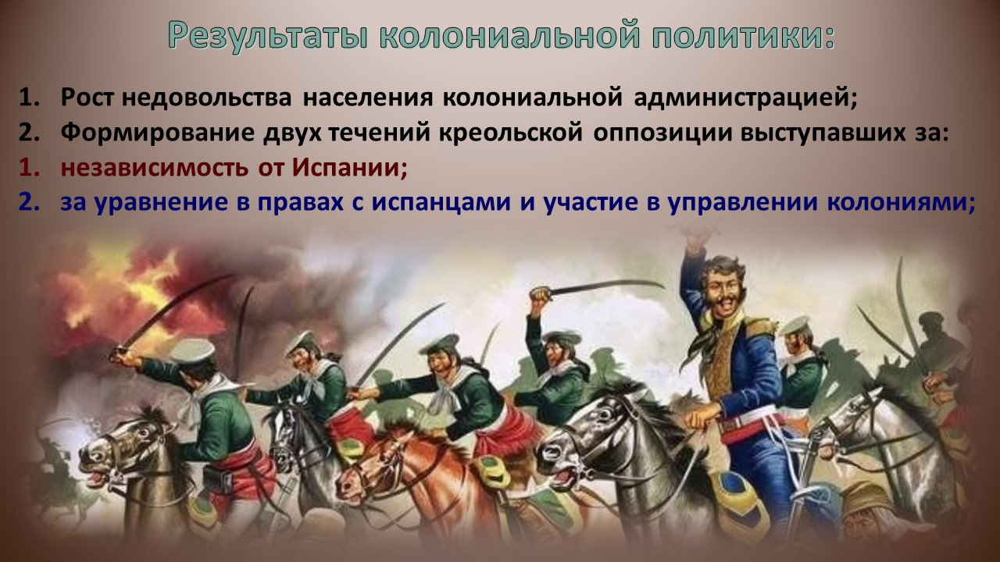 Результаты колониальной политики:
1. Рост недовольства населения колониальной администрацией;
2. Формирование двух течений креольской оппозиции выступавших за:
1. независимость от Испании;
2. за уравнение в правах с испанцами и участие в управлении колониями;